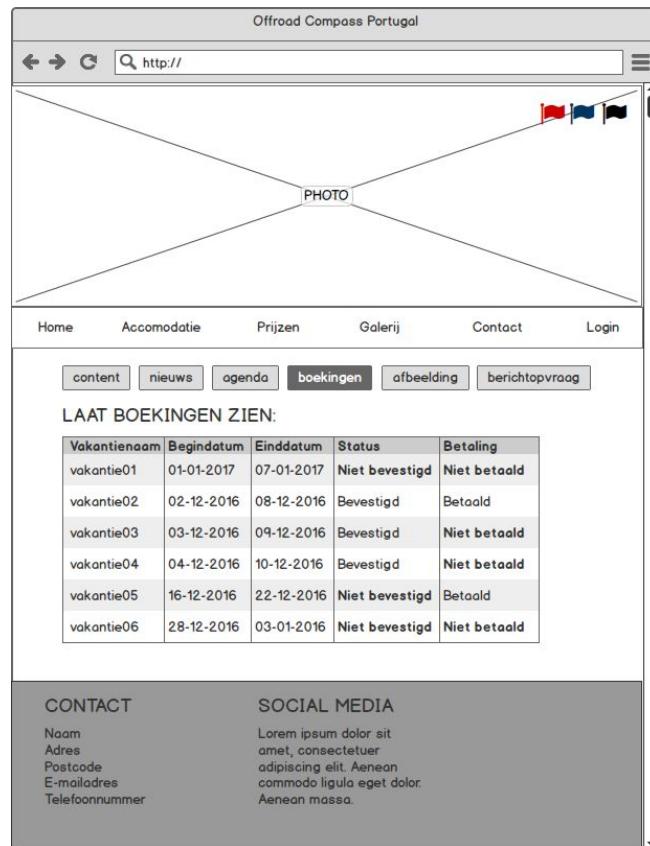 Offroad Compass Portugal
http://
PHOTO
Home Accomodatie Prijzen Galerij Contact Login
content nieuws agenda boekingen afbeelding berichtopvraag
LAAT BOEKINGEN ZIEN:
Vakantienaam Begindatum Einddatum Status Betaling
vakantie01 01-01-2017 07-01-2017 Niet bevestigd Niet betaald
vakantie02 02-12-2016 08-12-2016 Bevestigd Betaald
vakantie03 03-12-2016 09-12-2016 Bevestigd Niet betaald
vakantie04 04-12-2016 10-12-2016 Bevestigd Niet betaald
vakantie05 16-12-2016 22-12-2016 Niet bevestigd Betaald
vakantie06 28-12-2016 03-01-2016 Niet bevestigd Niet betaald
CONTACT
Naam
Adres
Postcode
E-mailadres
Telefoonnummer
SOCIAL MEDIA
Lorem ipsum dolor sit
amet, consectetuer
adipiscing elit. Aenean
commodo ligula eget dolor.
Aenean massa.